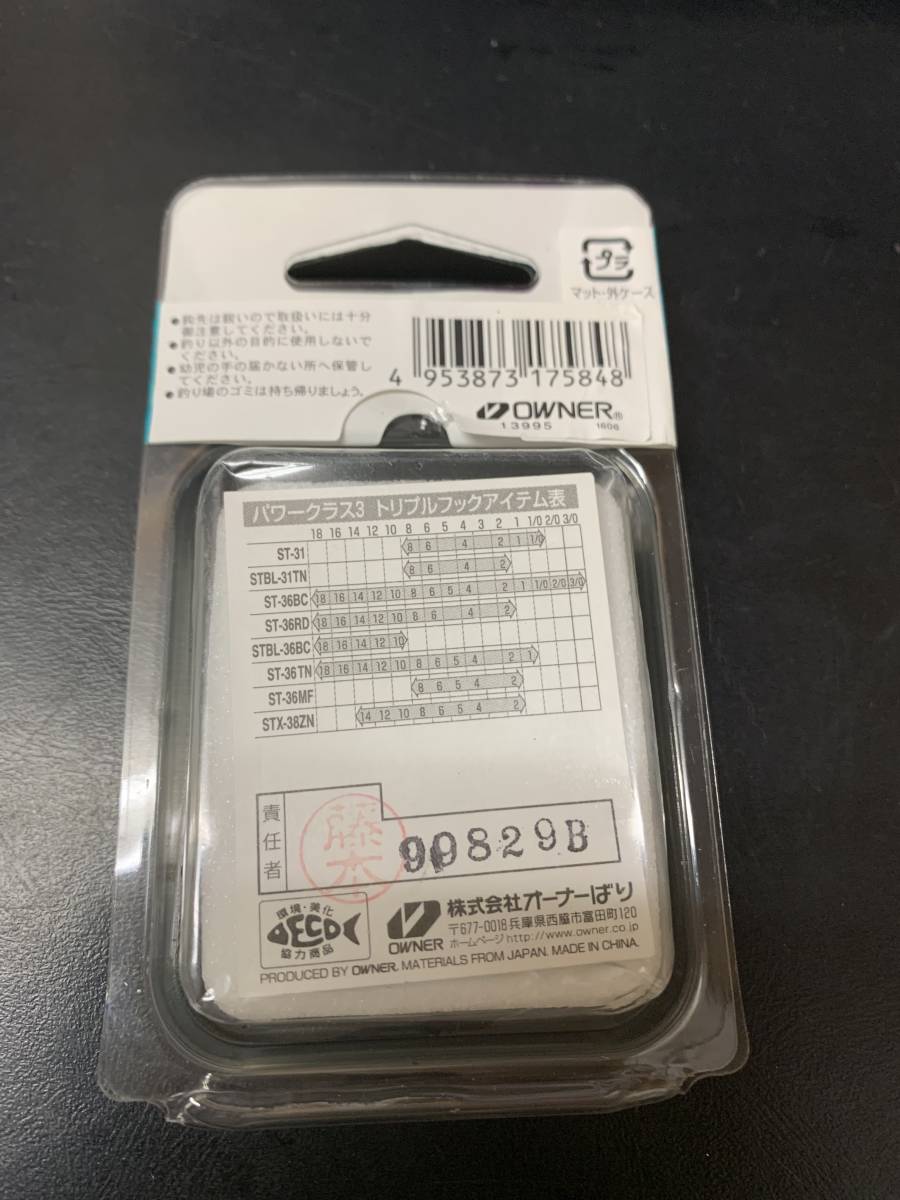 プラ
マット・外ケース
●鈎先は鋭いので取扱いには十分
御注意してください。
●釣り以外の目的に使用しないで
ください。
●幼児の手の届かない所へ保管し
てください。
●釣り場のゴミは持ち帰りましょう。
4 953873 175848
OWNER®
13995 1606
パワークラス3 トリプルフックアイテム表
18 16 14 12 10 8 6 5 4 3 2 1 1/0 2/0 3/0
ST-31 8 6 4 2 1 1/0
STBL-31TN 8 6 4 2
ST-36BC 18 16 14 12 10 8 6 5 4 2 1 1/0 2/0 3/0
ST-36RD 18 16 14 12 10 8 6 4 2
STBL-36BC 18 16 14 12 10
ST-36TN 18 16 14 12 10 8 6 5 4 2 1
ST-36MF 8 6 5 4 2
STX-38ZN 14 12 10 8 6 5 4 2
責任者
藤本
90829B
環境・美化
ECO
協力商品
OWNER
株式会社オーナーばり
〒677-0018 兵庫県西脇市富田町120
ホームページ http://www.owner.co.jp
PRODUCED BY OWNER. MATERIALS FROM JAPAN. MADE IN CHINA.